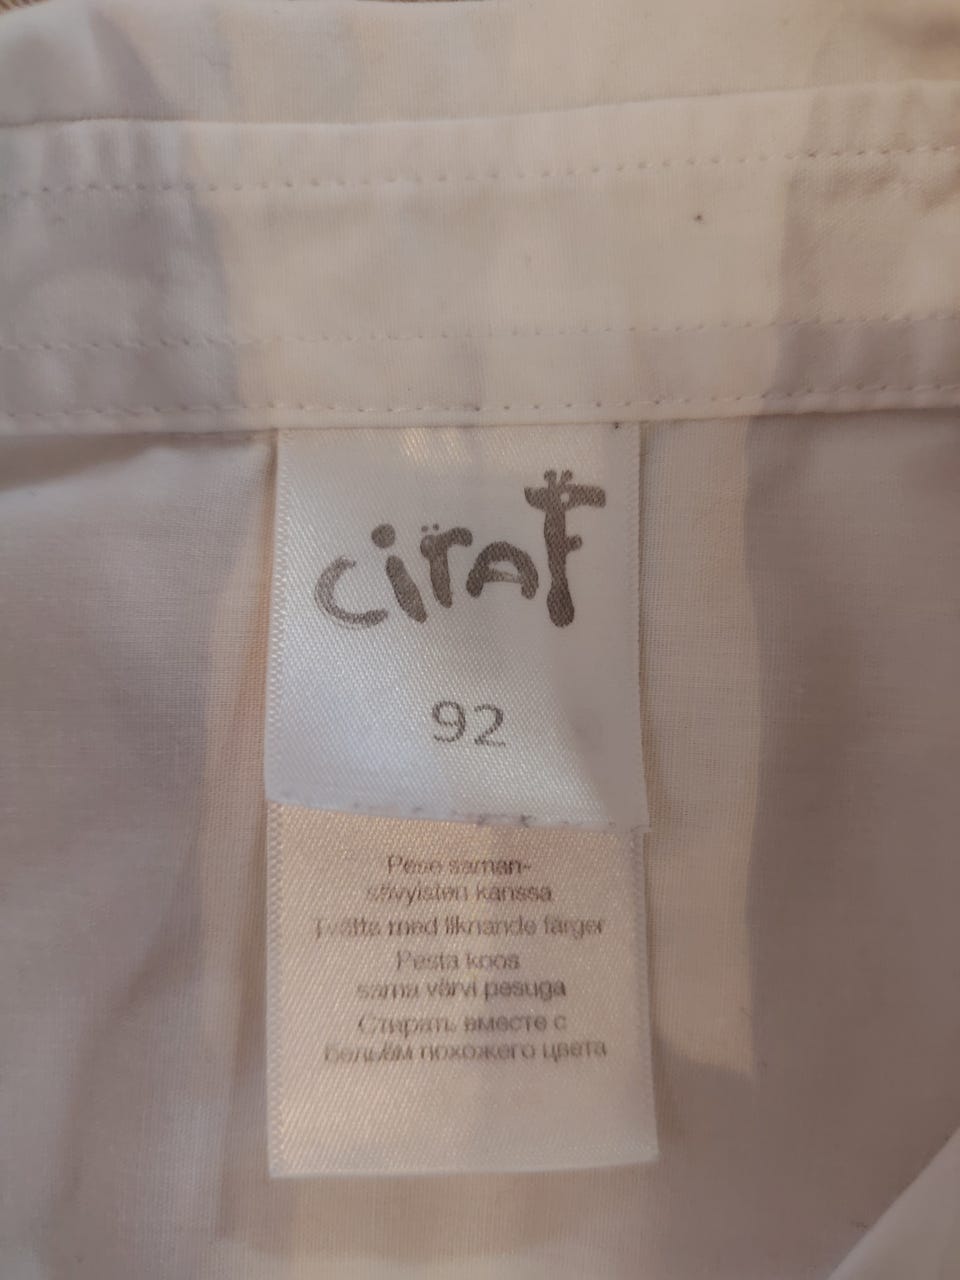 ciraf
92
Pese saman-
sävyisten kanssa
Tvätta med liknande färger
Pesta koos
sama värvi pesuga
Стирать вместе с
бельём похожего цвета